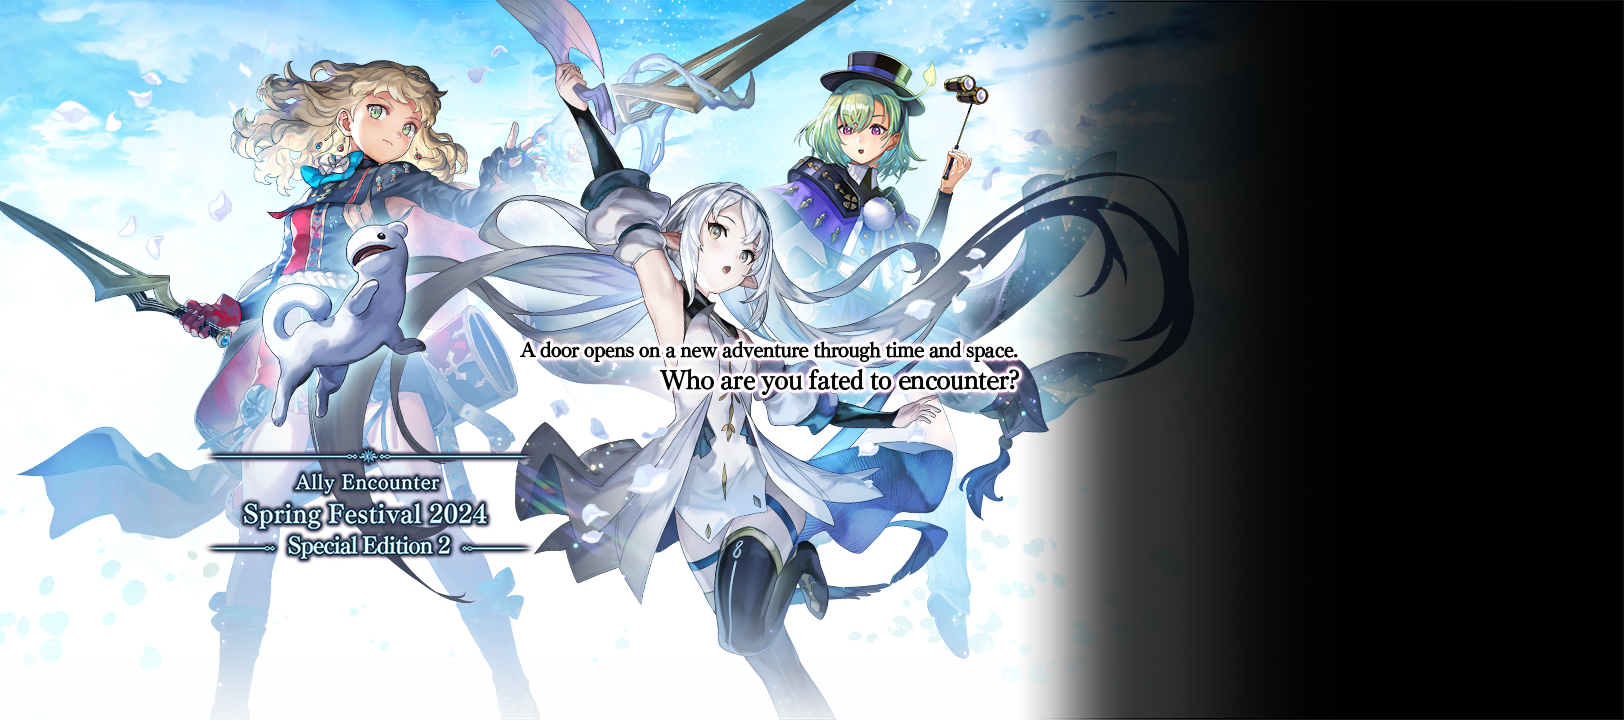 A door opens on a new adventure through time and space.
Who are you fated to encounter?
Ally Encounter
Spring Festival 2024
Special Edition 2